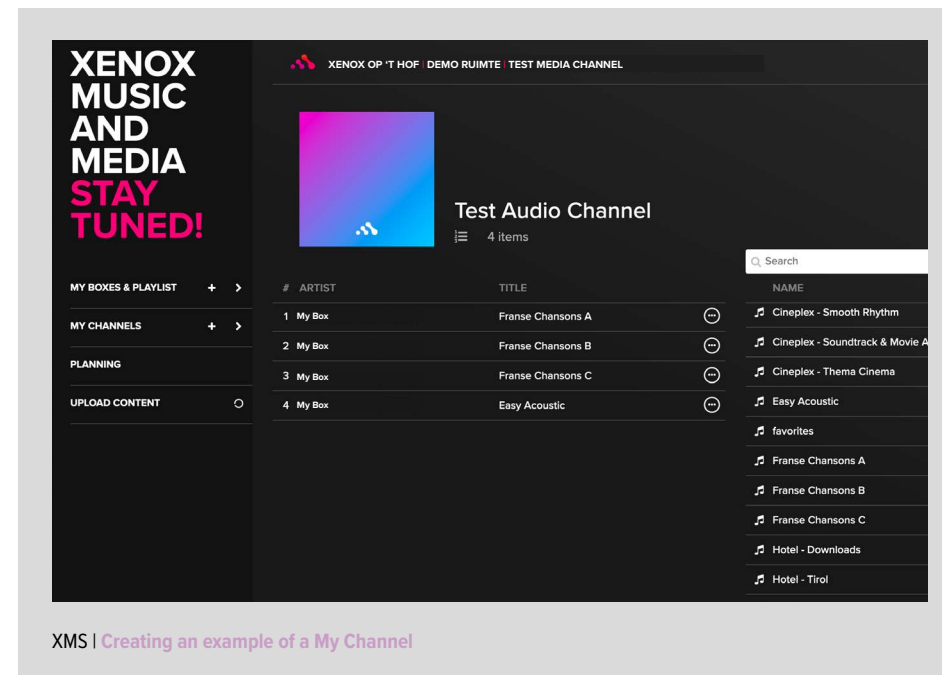 XENOX
MUSIC
AND
MEDIA
STAY
TUNED!
MY BOXES & PLAYLIST + >
MY CHANNELS + >
PLANNING
UPLOAD CONTENT
XENOX OP ‘T HOF | DEMO RUIMTE | TEST MEDIA CHANNEL
Test Audio Channel
4 items
# ARTIST TITLE
1 My Box Franse Chansons A
2 My Box Franse Chansons B
3 My Box Franse Chansons C
4 My Box Easy Acoustic
Search
NAME
Cineplex - Smooth Rhythm
Cineplex - Soundtrack & Movie A
Cineplex - Thema Cinema
Easy Acoustic
favorites
Franse Chansons A
Franse Chansons B
Franse Chansons C
Hotel - Downloads
Hotel - Tirol
XMS | Creating an example of a My Channel